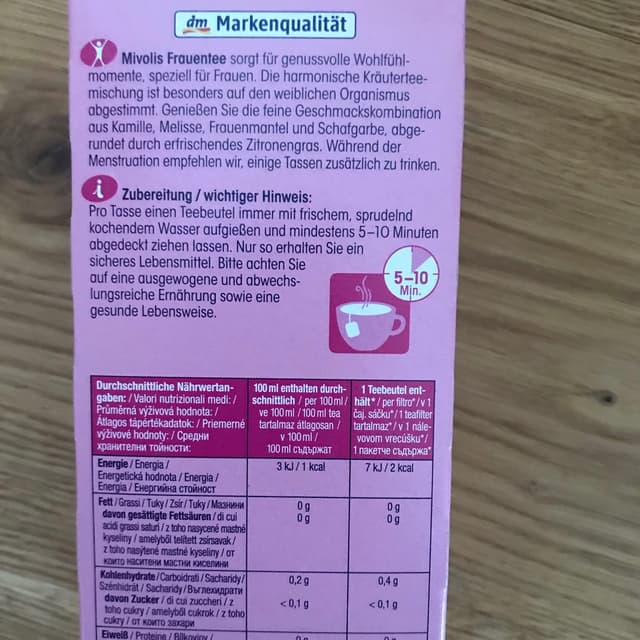 dm Markenqualität
Mivolis Frauentee sorgt für genussvolle Wohlfühl-
momente, speziell für Frauen. Die harmonische Kräutertee-
mischung ist besonders auf den weiblichen Organismus
abgestimmt. Genießen Sie die feine Geschmackskombination
aus Kamille, Melisse, Frauenmantel und Schafgarbe, abge-
rundet durch erfrischendes Zitronengras. Während der
Menstruation empfehlen wir, einige Tassen zusätzlich zu trinken.
i Zubereitung / wichtiger Hinweis:
Pro Tasse einen Teebeutel immer mit frischem, sprudelnd
kochendem Wasser aufgießen und mindestens 5–10 Minuten
abgedeckt ziehen lassen. Nur so erhalten Sie ein
sicheres Lebensmittel. Bitte achten Sie
auf eine ausgewogene und abwechs-
lungsreiche Ernährung sowie eine
gesunde Lebensweise.
5–10
Min.
Durchschnittliche Nährwertan-
gaben: / Valori nutrizionali medi: /
Průměrná výživová hodnota: /
Átlagos tápértékadatok: / Priemerné
výživové hodnoty: / Средни
хранителни тойности:
100 ml enthalten durch-
schnittlich / per 100 ml /
ve 100 ml / 100 ml tea
tartalmaz átlagosan /
v 100 ml /
100 ml съдържат
1 Teebeutel ent-
hält* / per filtro* / v 1
čaj. sáčku* / 1 teafilter
tartalmaz* / v 1 nále-
vovom vrecúšku* /
1 пакетче съдържа*
Energie / Energia /
Energetická hodnota / Energia /
Energia / Енергийна стойност
3 kJ / 1 kcal
7 kJ / 2 kcal
Fett / Grassi / Tuky / Zsír / Tuky / Мазнини
davon gesättigte Fettsäuren / di cui
acidi grassi saturi / z toho nasycené mastné
kyseliny / amelyből telített zsírsavak /
z toho nasýtené mastné kyseliny / от
които наситени мастни киселини
0 g
0 g
0 g
0 g
Kohlenhydrate / Carboidrati / Sacharidy /
Szénhidrát / Sacharidy / Въглехидрати
davon Zucker / di cui zuccheri / z
toho cukry / amelyből cukrok / z toho
cukry / от които захари
0,2 g
< 0,1 g
0,4 g
< 0,1 g
Eiweiß / Proteine / Bílkoviny /